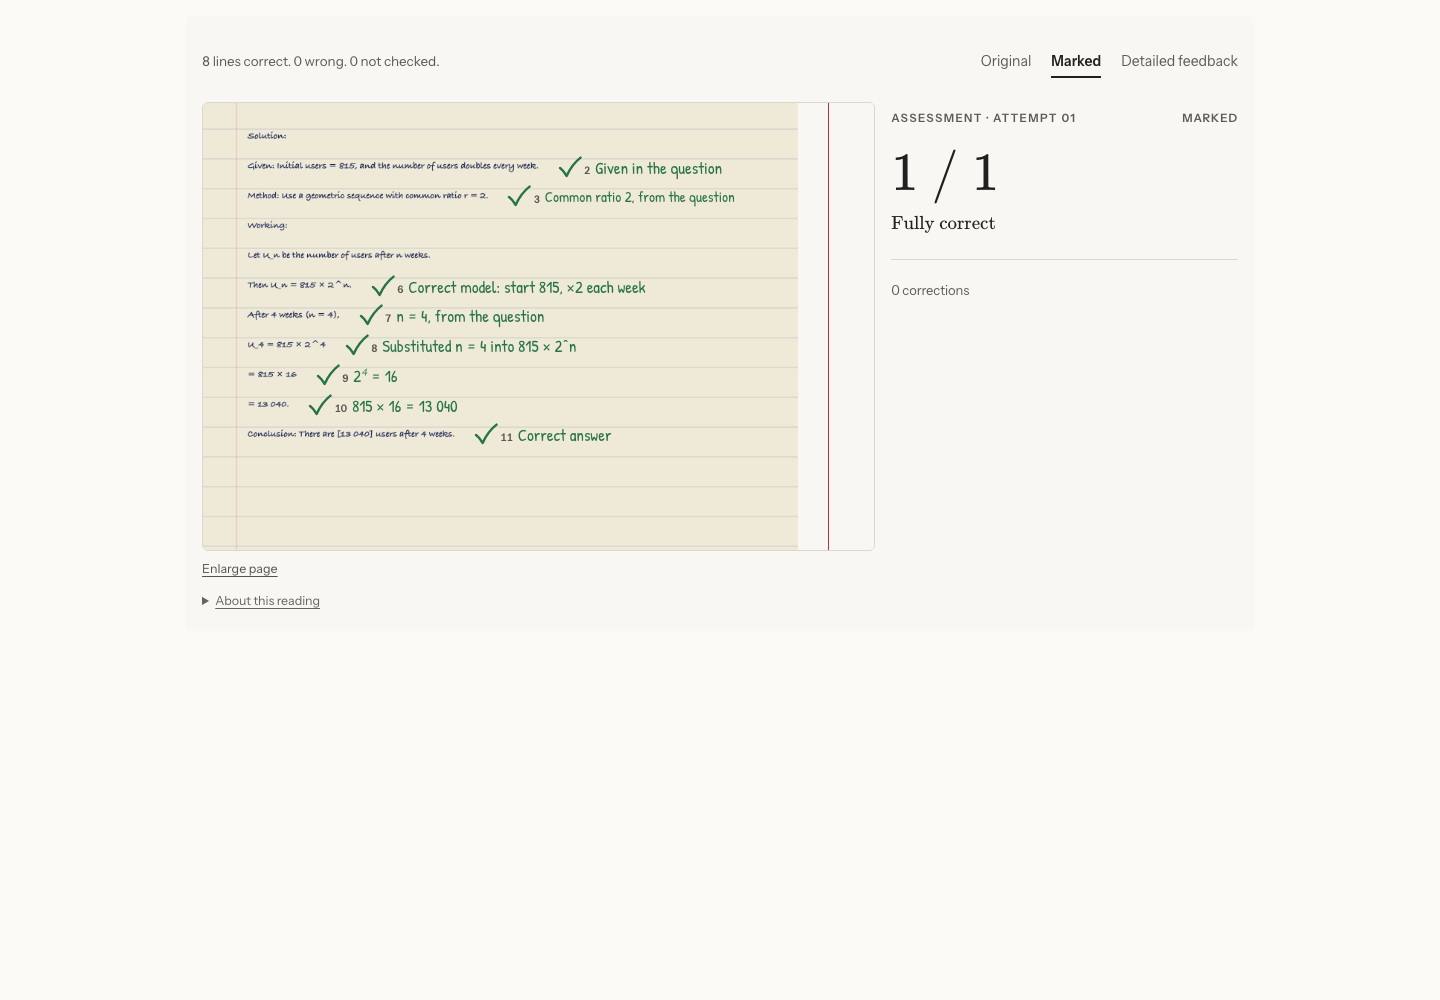 8 lines correct. 0 wrong. 0 not checked.
Original Marked Detailed feedback
Solution:
Given: Initial users = 815, and the number of users doubles every week. 2 Given in the question
Method: Use a geometric sequence with common ratio r = 2. 3 Common ratio 2, from the question
Working:
Let U_n be the number of users after n weeks.
Then U_n = 815 × 2^n. 6 Correct model: start 815, ×2 each week
After 4 weeks (n = 4), 7 n = 4, from the question
U_4 = 815 × 2^4 8 Substituted n = 4 into 815 × 2^n
= 815 × 16 9 2⁴ = 16
= 13 040. 10 815 × 16 = 13 040
Conclusion: There are [13 040] users after 4 weeks. 11 Correct answer
Enlarge page
About this reading
ASSESSMENT · ATTEMPT 01 MARKED
1 / 1
Fully correct
0 corrections